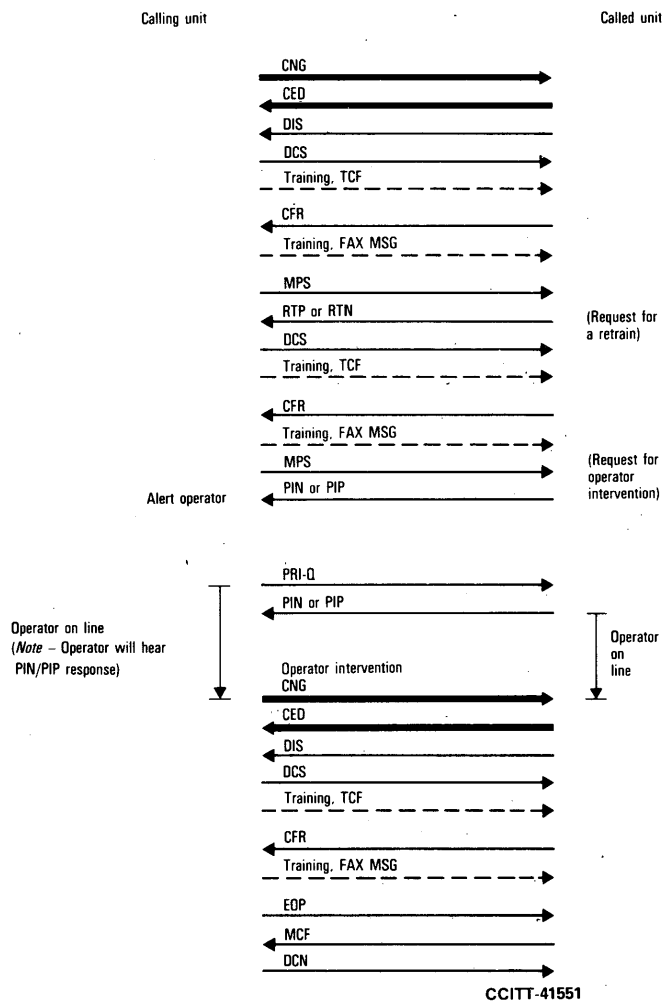 Calling unit
Called unit
CNG
CED
DIS
DCS
Training, TCF
CFR
Training, FAX MSG
MPS
RTP or RTN
(Request for
a retrain)
DCS
Training, TCF
CFR
Training, FAX MSG
MPS
(Request for
operator
intervention)
Alert operator
PIN or PIP
PRI-Q
PIN or PIP
Operator on line
(Note – Operator will hear
PIN/PIP response)
Operator
on
line
Operator intervention
CNG
CED
DIS
DCS
Training, TCF
CFR
Training, FAX MSG
EOP
MCF
DCN
CCITT-41551